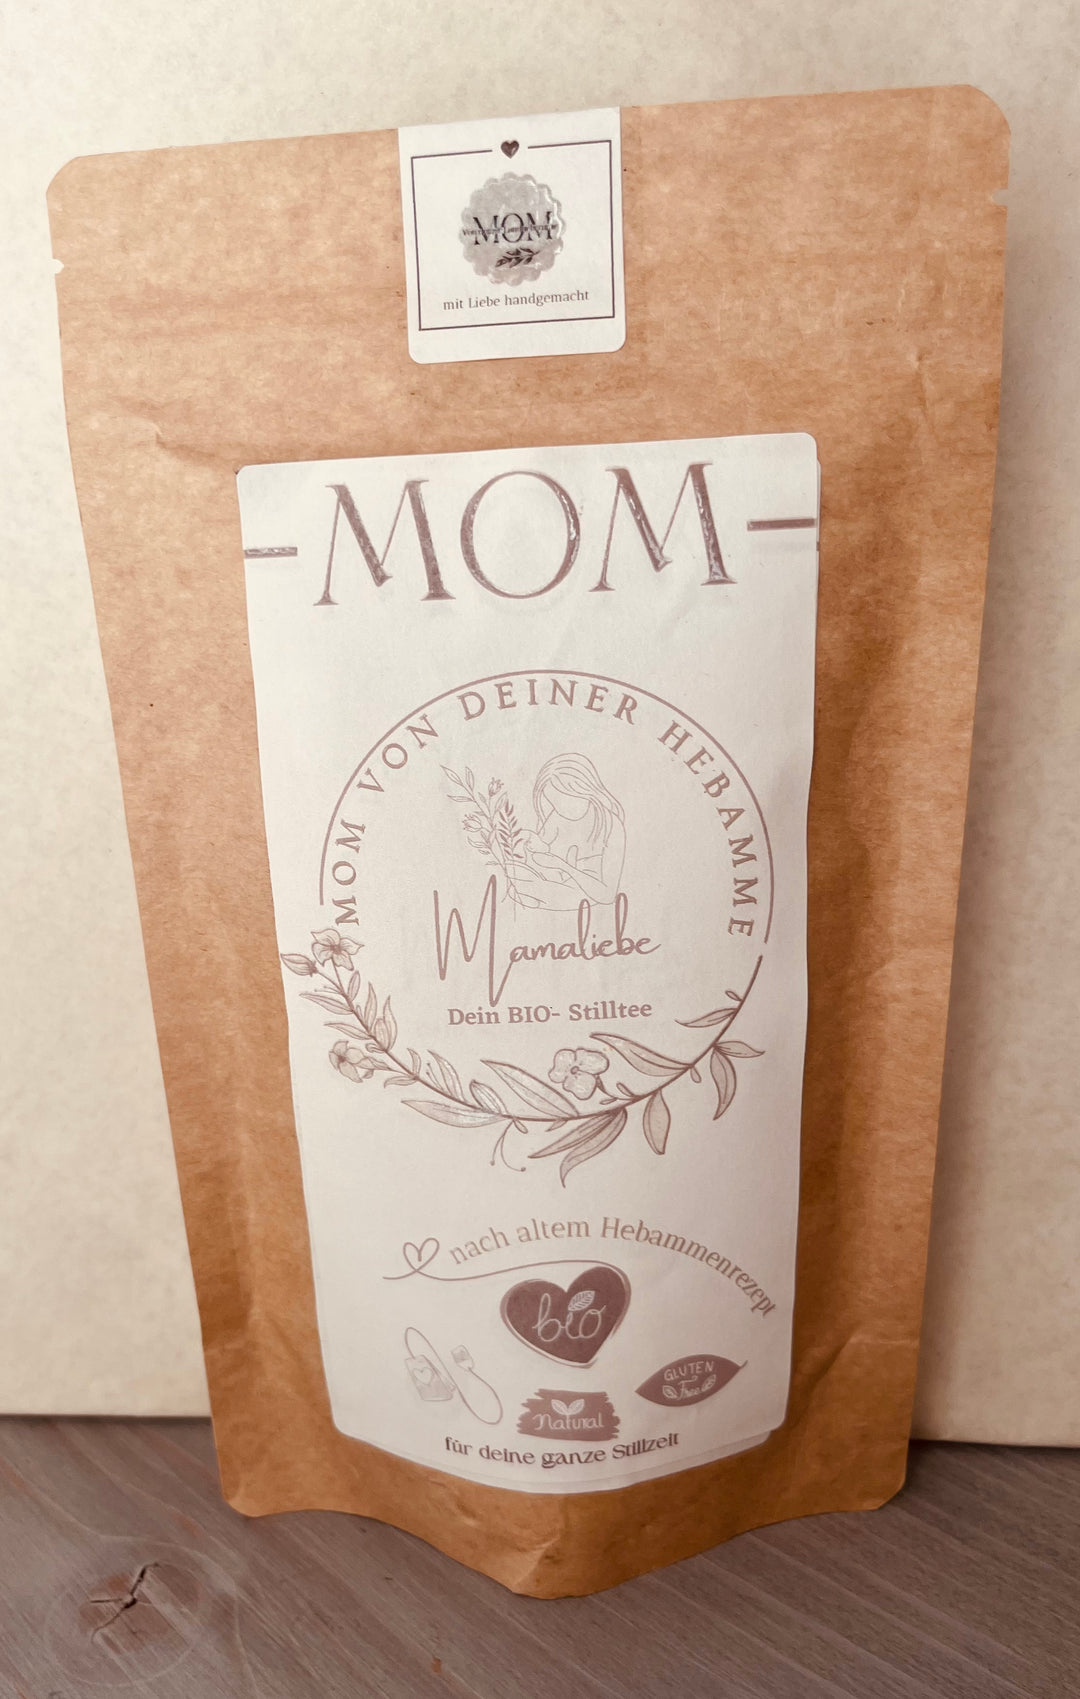 MOM
mit Liebe handgemacht
MOM
MOM VON DEINER HEBAMME
Mamaliebe
Dein BIO- Stilltee
nach altem Hebammenrezept
bio
GLUTEN
Free
Natural
für deine ganze Stillzeit